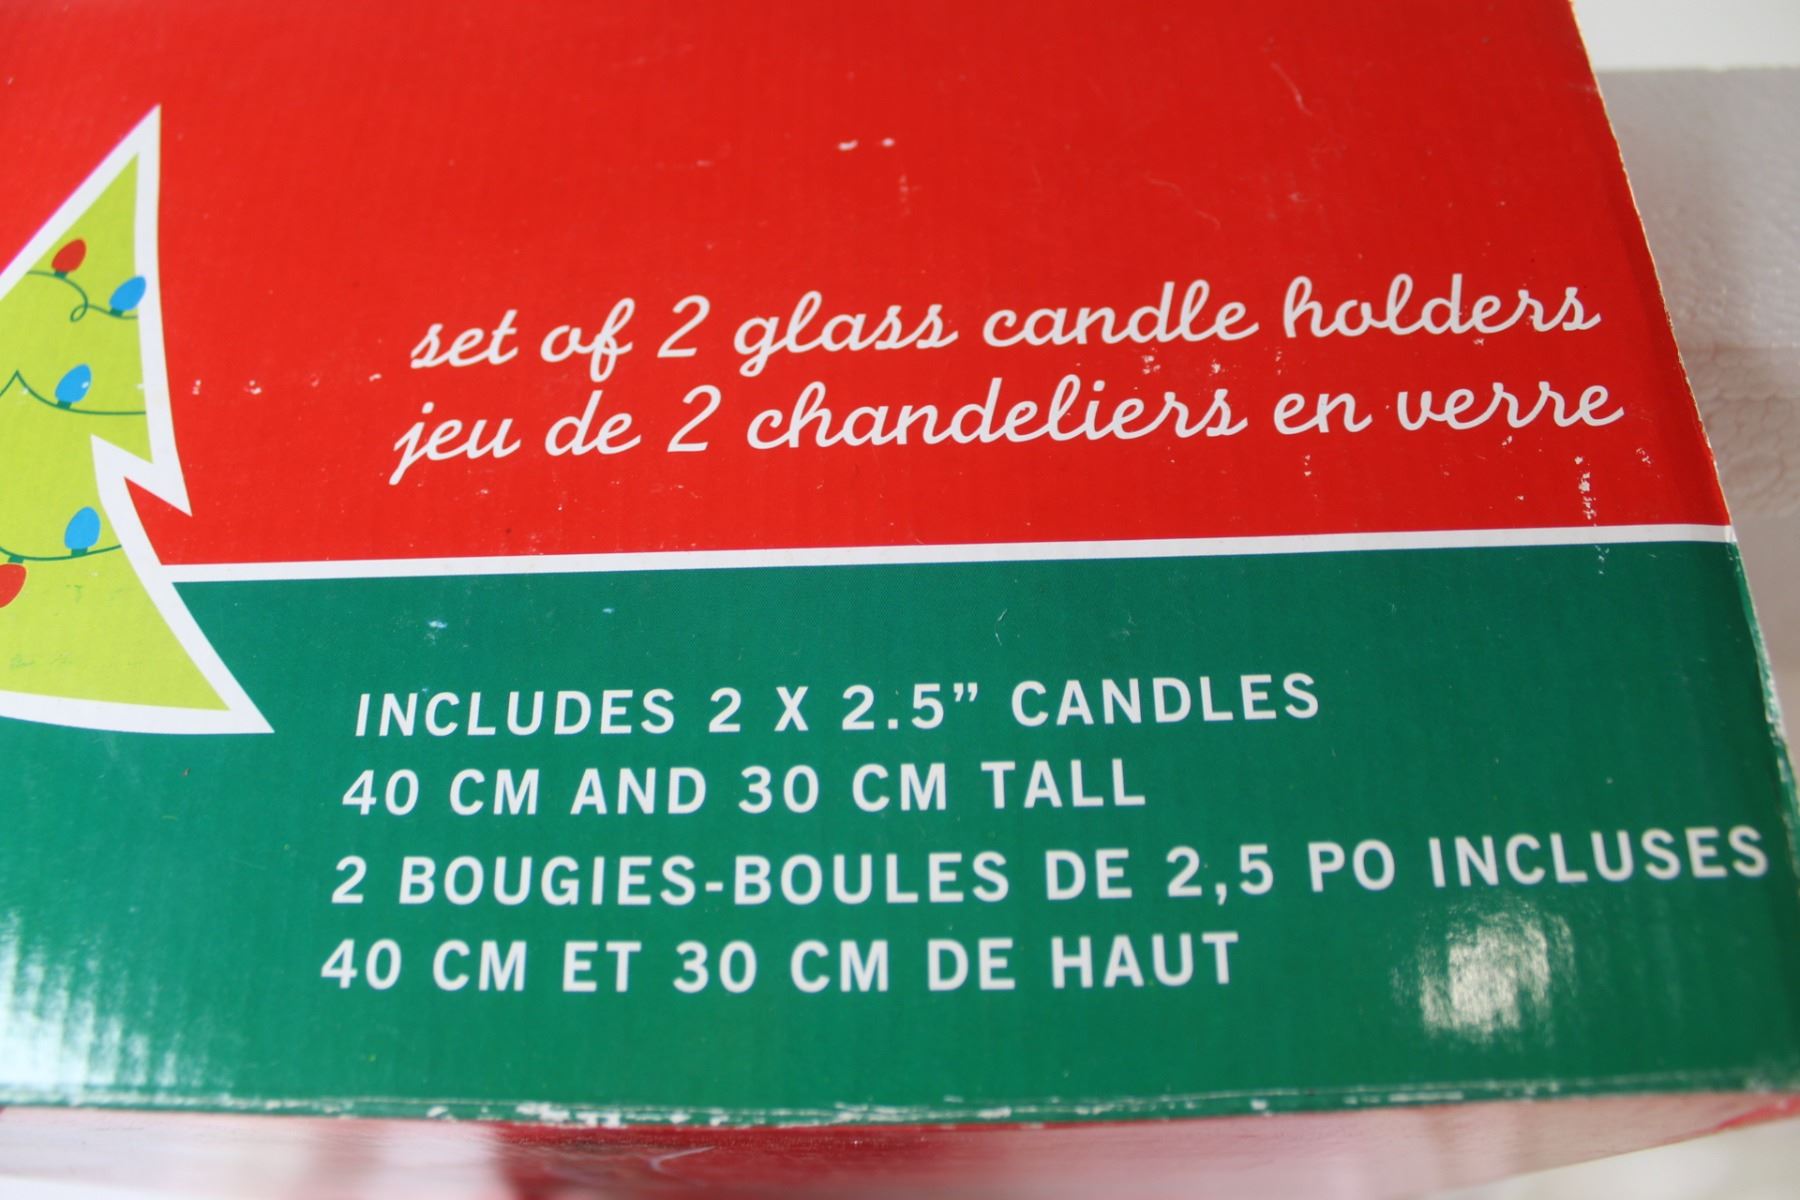 set of 2 glass candle holders
jeu de 2 chandeliers en verre
INCLUDES 2 X 2.5” CANDLES
40 CM AND 30 CM TALL
2 BOUGIES-BOULES DE 2,5 PO INCLUSES
40 CM ET 30 CM DE HAUT